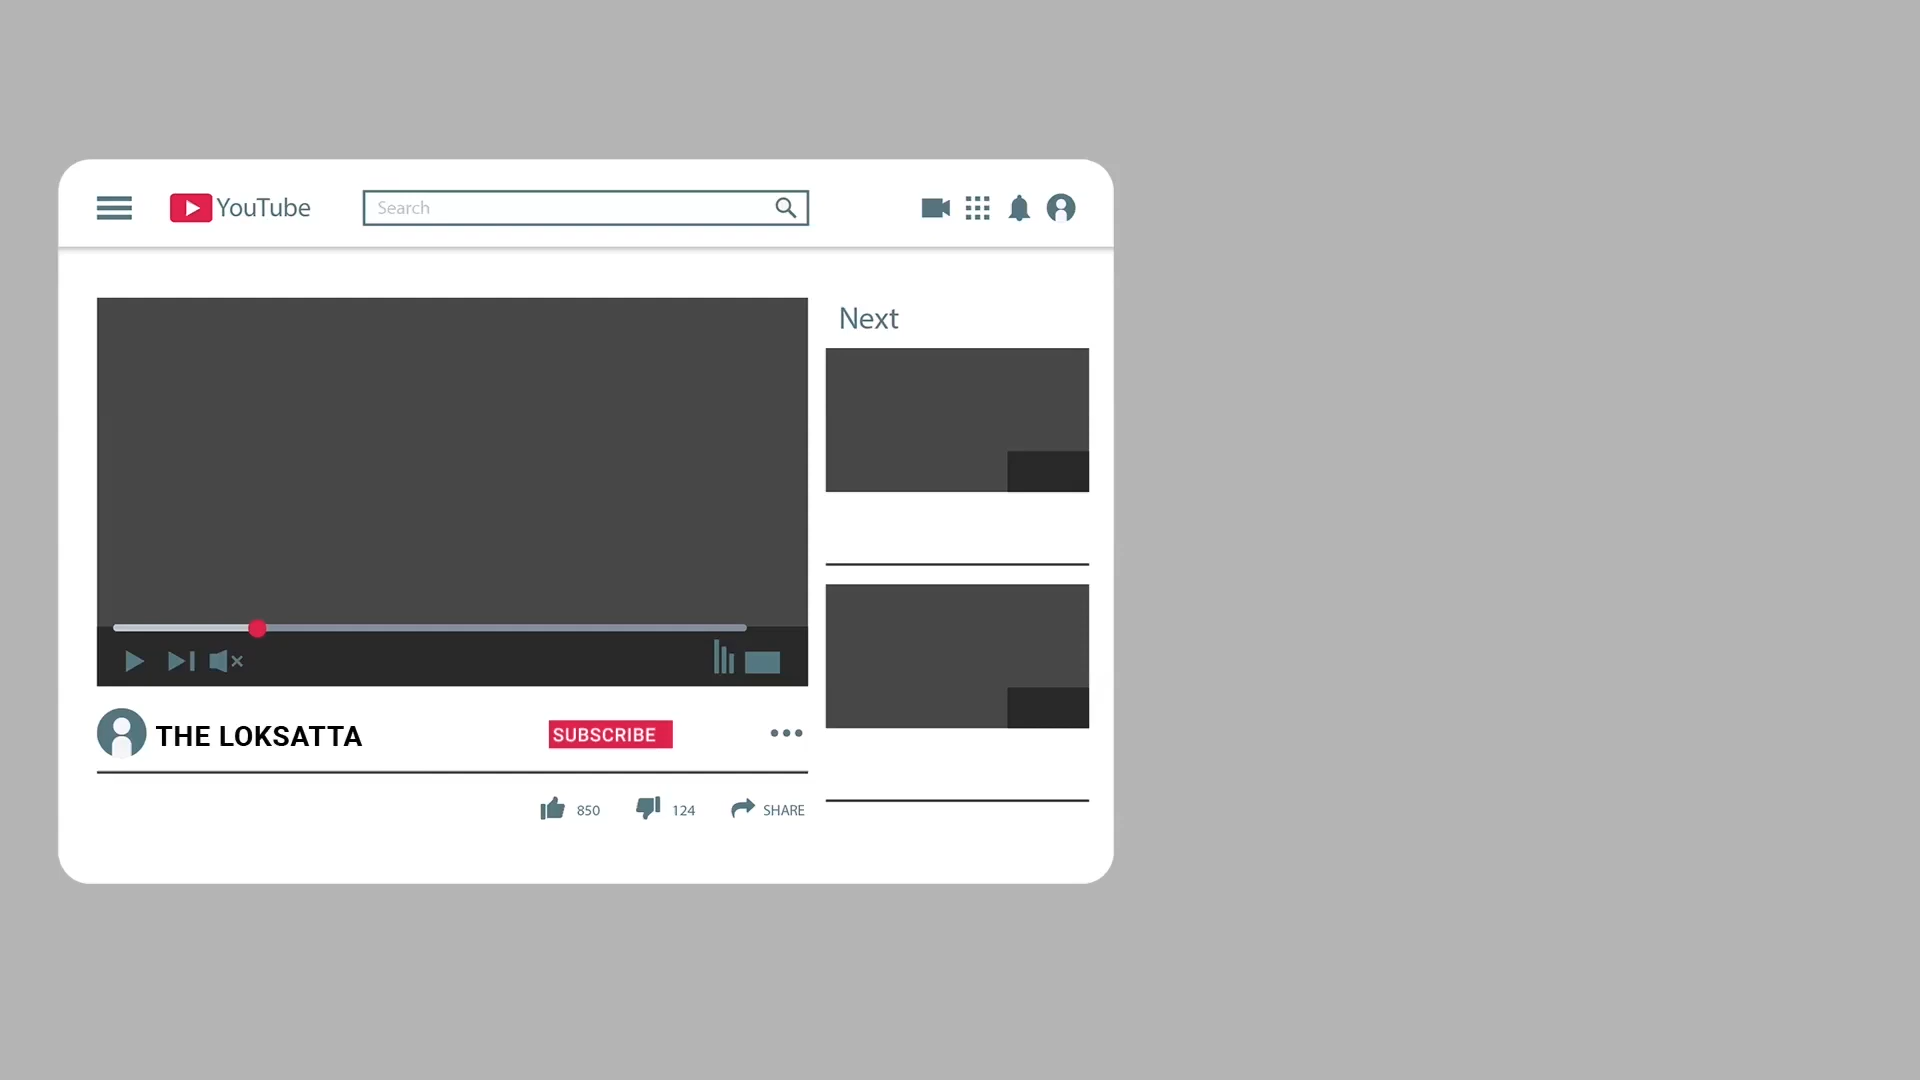 YouTube
Search
Next
THE LOKSATTA
SUBSCRIBE
850
124
SHARE